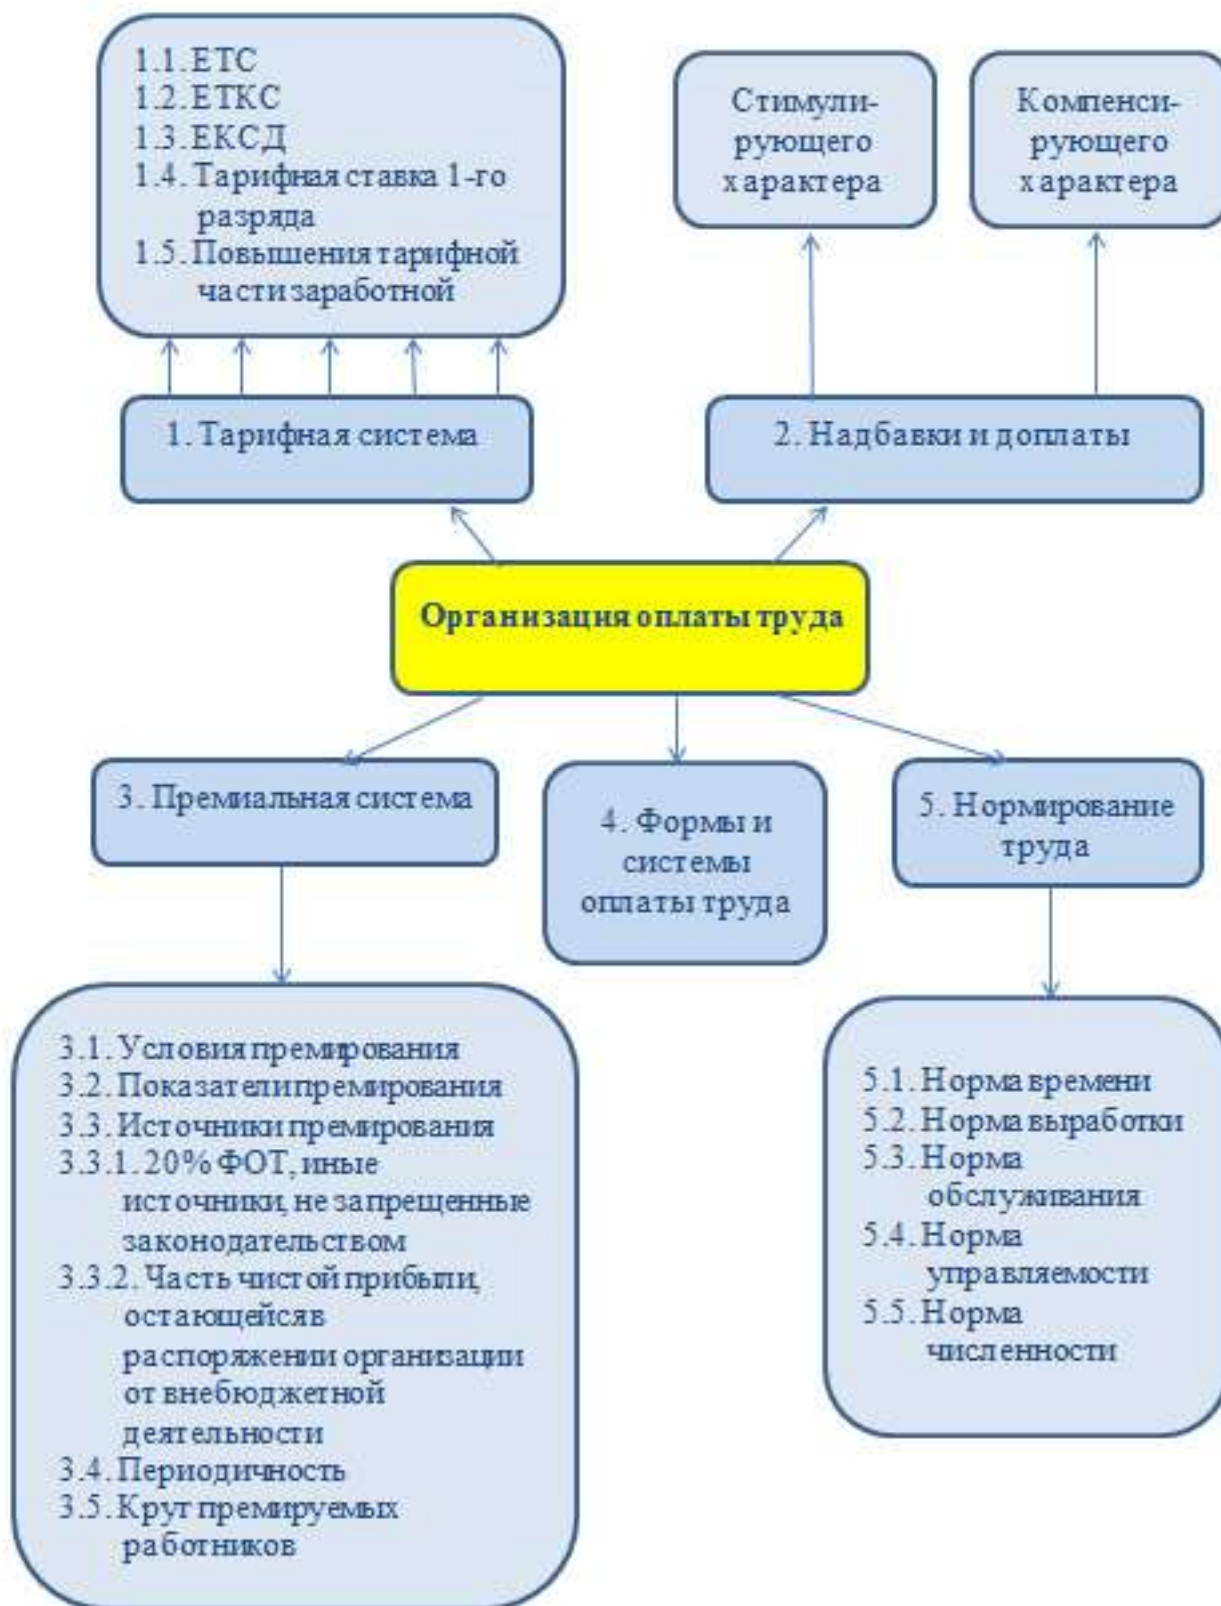 1.1. ЕТС
1.2. ЕТКС
1.3. ЕКСД
1.4. Тарифная ставка 1-го
разряда
1.5. Повышения тарифной
части заработной
Стимули-
рующего
характера
Компенси-
рующего
характера
1. Тарифная система
2. Надбавки и доплаты
Организация оплаты труда
3. Премиальная система
4. Формы и
системы
оплаты труда
5. Нормирование
труда
3.1. Условия премирования
3.2. Показатели премирования
3.3. Источники премирования
3.3.1. 20% ФОТ, иные
источники, не запрещенные
законодательством
3.3.2. Часть чистой прибыли,
остающейся в
распоряжении организации
от внебюджетной
деятельности
3.4. Периодичность
3.5. Круг премируемых
работников
5.1. Норма времени
5.2. Норма выработки
5.3. Норма
обслуживания
5.4. Норма
управляемости
5.5. Норма
численности